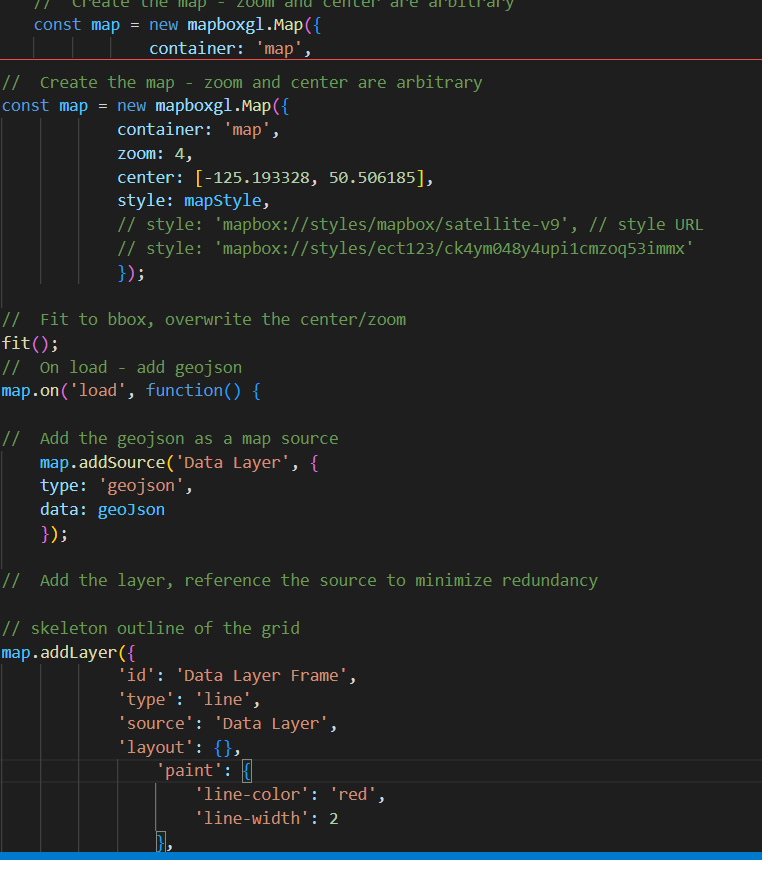 // Create the map - zoom and center are arbitrary
const map = new mapboxgl.Map({
container: 'map',
// Create the map - zoom and center are arbitrary
const map = new mapboxgl.Map({
container: 'map',
zoom: 4,
center: [-125.193328, 50.506185],
style: mapStyle,
// style: 'mapbox://styles/mapbox/satellite-v9', // style URL
// style: 'mapbox://styles/ect123/ck4ym048y4upi1cmzoq53immx'
});
// Fit to bbox, overwrite the center/zoom
fit();
// On load - add geojson
map.on('load', function() {
// Add the geojson as a map source
map.addSource('Data Layer', {
type: 'geojson',
data: geoJson
});
// Add the layer, reference the source to minimize redundancy
// skeleton outline of the grid
map.addLayer({
'id': 'Data Layer Frame',
'type': 'line',
'source': 'Data Layer',
'layout': {},
'paint': {
'line-color': 'red',
'line-width': 2
},